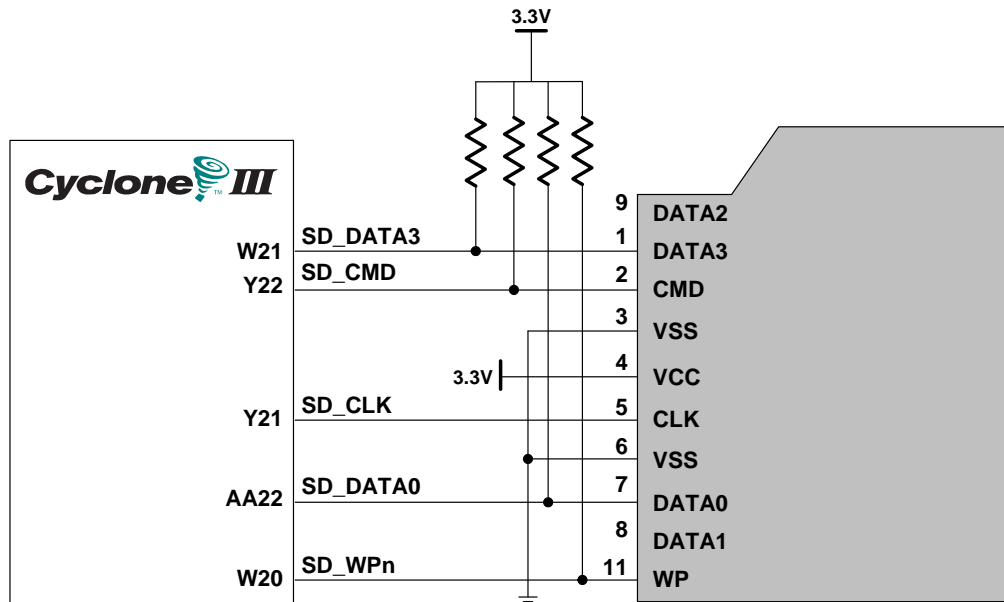 3.3V
Cyclone III
TM
9 DATA2
W21 SD_DATA3 1 DATA3
Y22 SD_CMD 2 CMD
3 VSS
3.3V 4 VCC
Y21 SD_CLK 5 CLK
6 VSS
AA22 SD_DATA0 7 DATA0
8 DATA1
W20 SD_WPn 11 WP